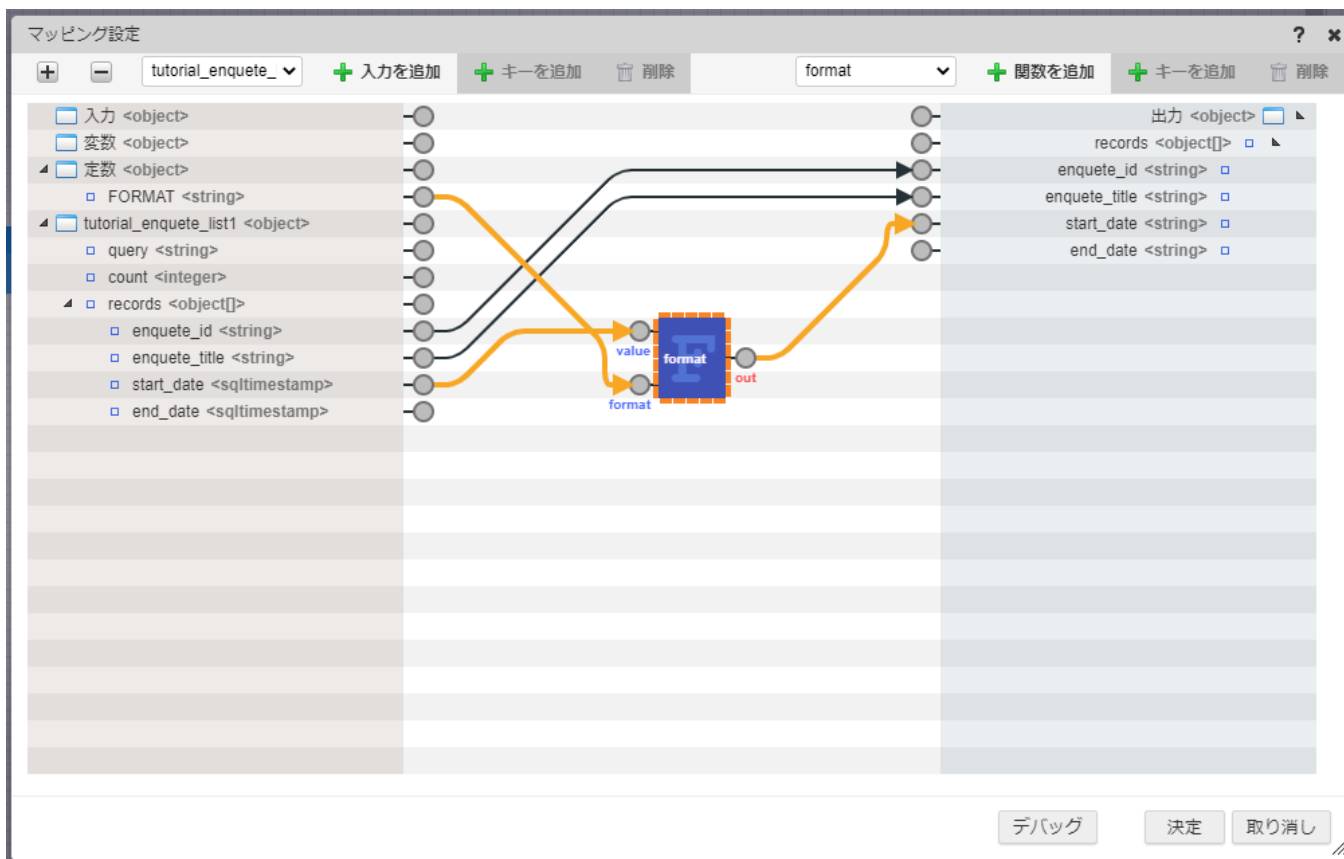 マッピング設定 ?
tutorial_enquete_ 入力を追加 キーを追加 削除 format 関数を追加 キーを追加 削除
入力 <object> 出力 <object>
変数 <object> records <object[]>
定数 <object> enquete_id <string>
FORMAT <string> enquete_title <string>
tutorial_enquete_list1 <object> start_date <string>
query <string> end_date <string>
count <integer>
records <object[]>
enquete_id <string>
enquete_title <string>
start_date <sqltimestamp>
end_date <sqltimestamp>
value
F
format
out
format
デバッグ 決定 取り消し